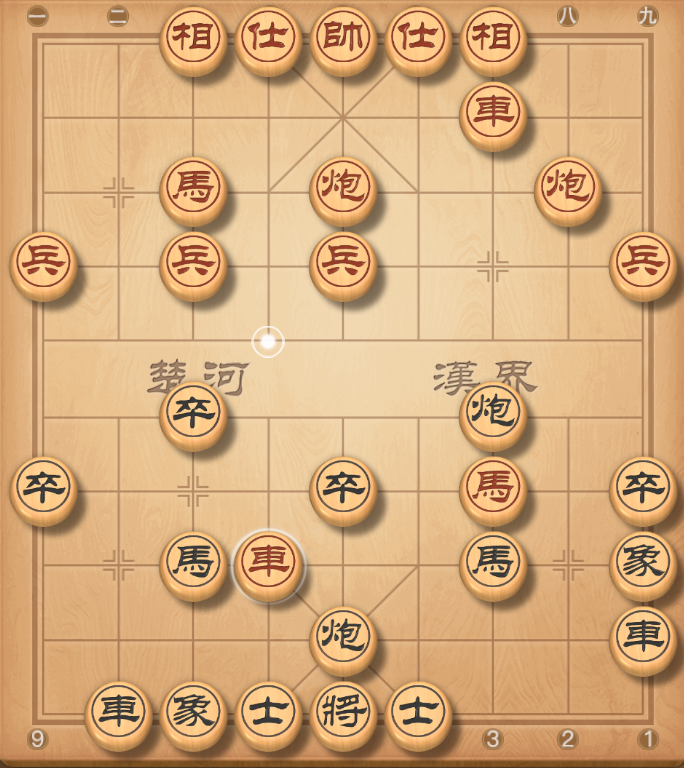 一 二 八 九
相 仕 帥 仕 相
車
馬 炮 炮
兵 兵 兵 兵
楚河 漢界
卒 炮
卒 卒 馬 卒
馬 車 馬 象
炮 車
車 象 士 將 士
9 3 2 1